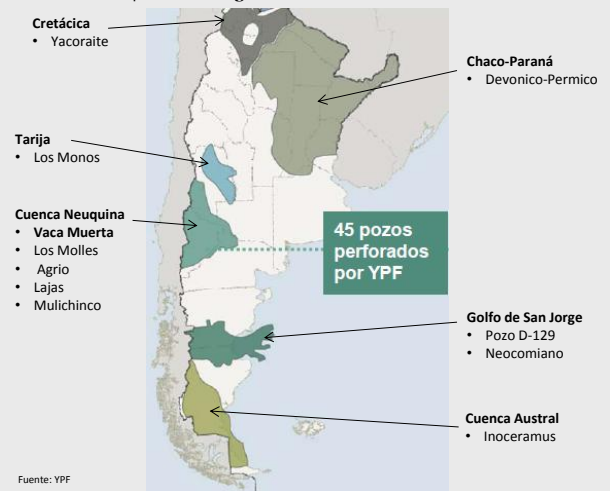 Cretácica
• Yacoraite
Chaco-Paraná
• Devonico-Permico
Tarija
• Los Monos
Cuenca Neuquina
• Vaca Muerta
• Los Molles
• Agrio
• Lajas
• Mulichinco
45 pozos
perforados
por YPF
Golfo de San Jorge
• Pozo D-129
• Neocomiano
Cuenca Austral
• Inoceramus
Fuente: YPF